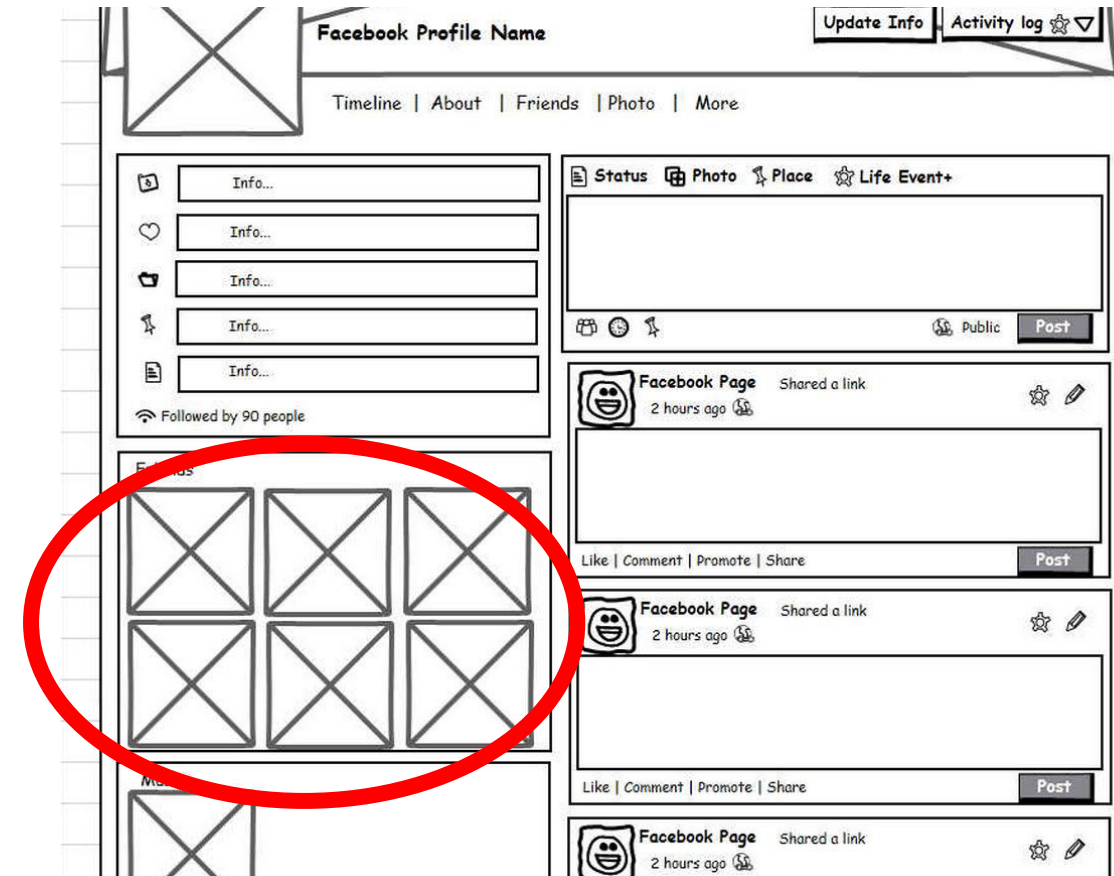 Facebook Profile Name
Update Info
Activity log
Timeline | About | Friends | Photo | More
Info...
Info...
Info...
Info...
Info...
Followed by 90 people
Status Photo Place Life Event+
Public Post
Facebook Page Shared a link
2 hours ago
Like | Comment | Promote | Share
Post
Facebook Page Shared a link
2 hours ago
Like | Comment | Promote | Share
Post
Facebook Page Shared a link
2 hours ago
Friends